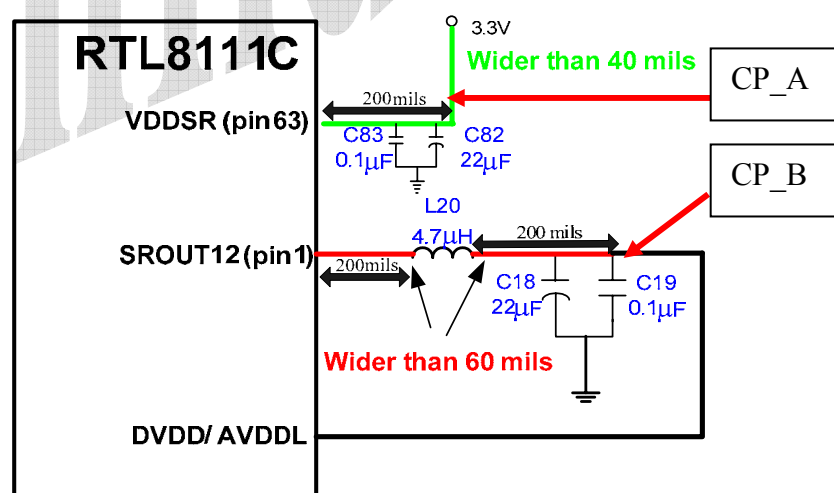 RTL8111C
3.3V
Wider than 40 mils
CP_A
200mils
VDDSR (pin63)
C83
0.1µF
C82
22µF
CP_B
L20
4.7µH
200 mils
SROUT12 (pin1)
200mils
C18
22µF
C19
0.1µF
Wider than 60 mils
DVDD/ AVDDL